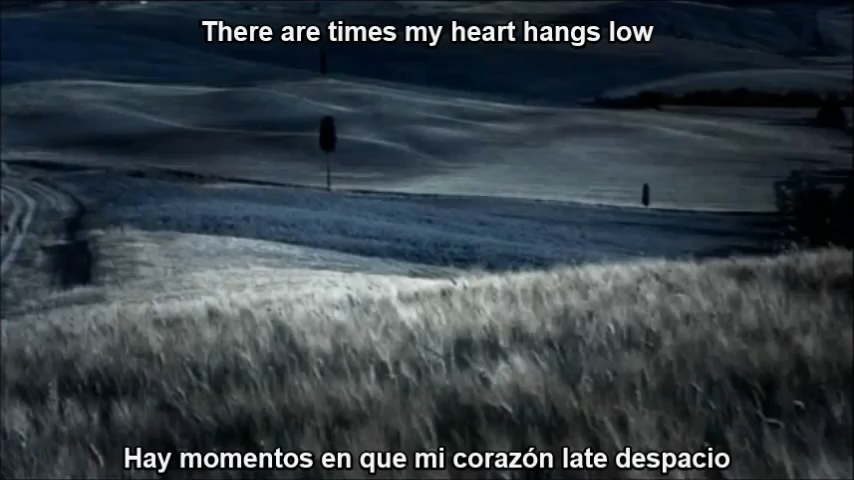 There are times my heart hangs low
Hay momentos en que mi corazón late despacio